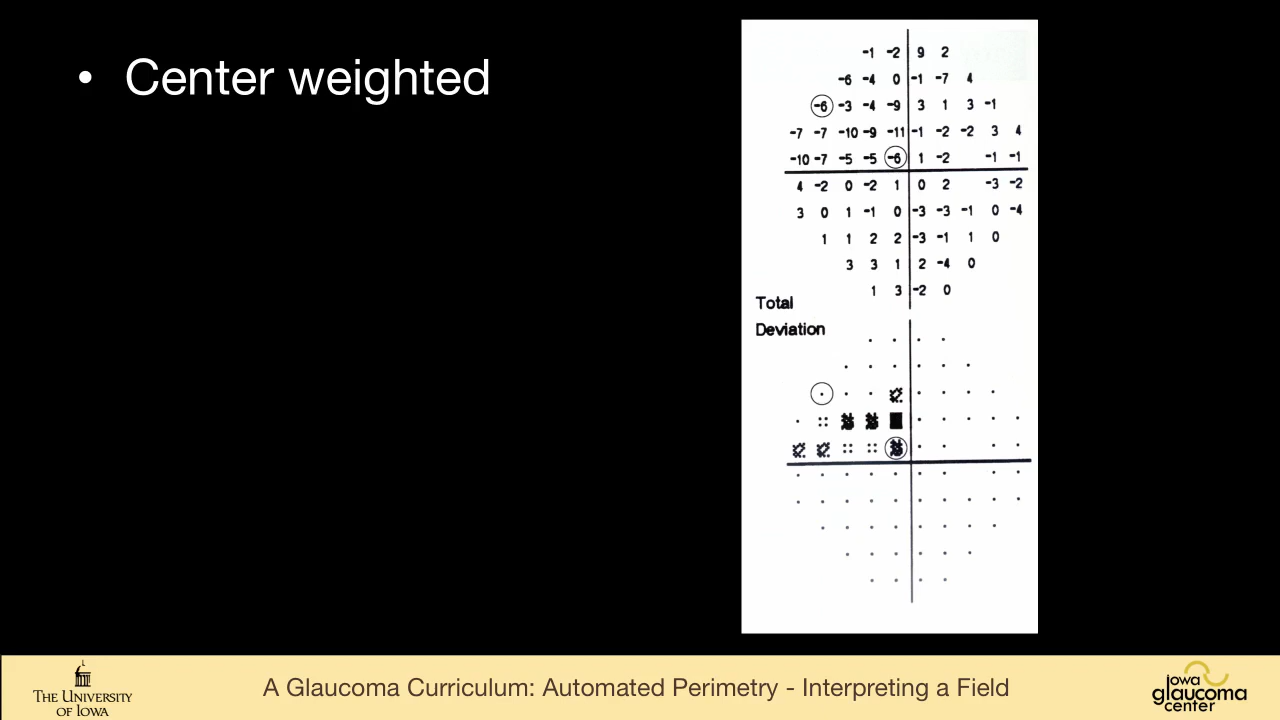 • Center weighted
-1 -2 9 2
-6 -4 0 -1 -7 4
-6 -3 -4 -9 3 1 3 -1
-7 -7 -10 -9 -11 -1 -2 -2 3 4
-10 -7 -5 -5 -6 1 -2 -1 -1
4 -2 0 -2 1 0 2 -3 -2
3 0 1 -1 0 -3 -3 -1 0 -4
1 1 2 2 -3 -1 1 0
3 3 1 2 -4 0
1 3 -2 0
Total
Deviation
THE UNIVERSITY
OF IOWA
A Glaucoma Curriculum: Automated Perimetry - Interpreting a Field
iowa
glaucoma
center